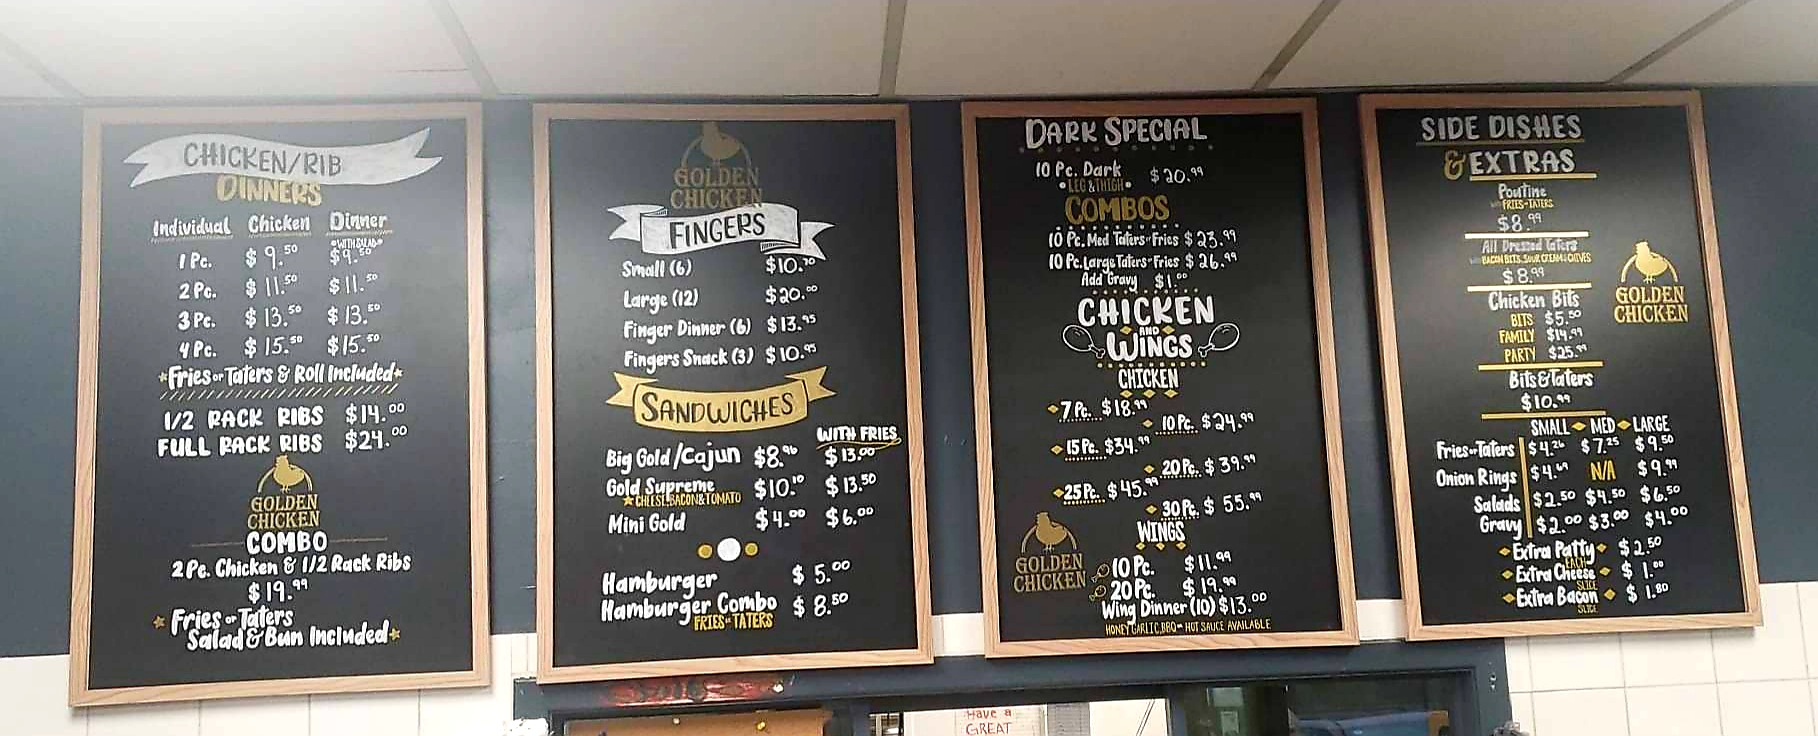 CHICKEN/RIB
DINNERS
Individual Chicken Dinner
•WITH SALAD•
1 Pc. $9.50 $9.50
2 Pc. $11.50 $11.50
3 Pc. $13.50 $13.50
4 Pc. $15.50 $15.50
*Fries or Taters & Roll Included*
1/2 RACK RIBS $14.00
FULL RACK RIBS $24.00
GOLDEN
CHICKEN
COMBO
2 Pc. Chicken & 1/2 Rack Ribs
$19.99
*Fries or Taters
Salad & Bun Included*
GOLDEN
CHICKEN
FINGERS
Small (6)
Large (12) $20.00
Finger Dinner (6) $13.95
Fingers Snack (3) $10.95
SANDWICHES
WITH FRIES
Big Gold/Cajun $13.00
Gold Supreme $10.10 $13.50
*CHEESE, BACON & TOMATO
Mini Gold $4.00 $6.00
Hamburger $5.00
Hamburger Combo $8.50
FRIES or TATERS
DARK SPECIAL
10 Pc. Dark $20.99
•LEG & THIGH•
COMBOS
10 Pc. Med Taters or Fries $23.99
10 Pc. Large Taters or Fries $26.99
Add Gravy $1.00
CHICKEN
AND
WINGS
CHICKEN
7 Pc. $18.99
10 Pc. $24.99
15 Pc. $34.99
20 Pc. $39.99
25 Pc. $45.99
30 Pc. $55.99
WINGS
GOLDEN
CHICKEN
10 Pc. $11.99
20 Pc. $19.99
Wing Dinner (10) $13.00
HONEY GARLIC, BBQ or HOT SAUCE AVAILABLE
SIDE DISHES
& EXTRAS
Poutine
with FRIES or TATERS
$8.99
All Dressed Taters
with BACON BITS, SOUR CREAM & CHIVES
$8.99
Chicken Bits
BITS $5.50
FAMILY $14.99
PARTY $25.99
GOLDEN
CHICKEN
Bits & Taters
$10.99
SMALL MED LARGE
Fries or Taters $7.25 $9.50
Onion Rings N/A $9.99
Salads $2.50 $4.50 $6.50
Gravy $2.00 $3.00 $4.00
Extra Patty $2.50
EACH
Extra Cheese $1.00
SLICE
Extra Bacon $1.80
SLICE
Have a
GREAT